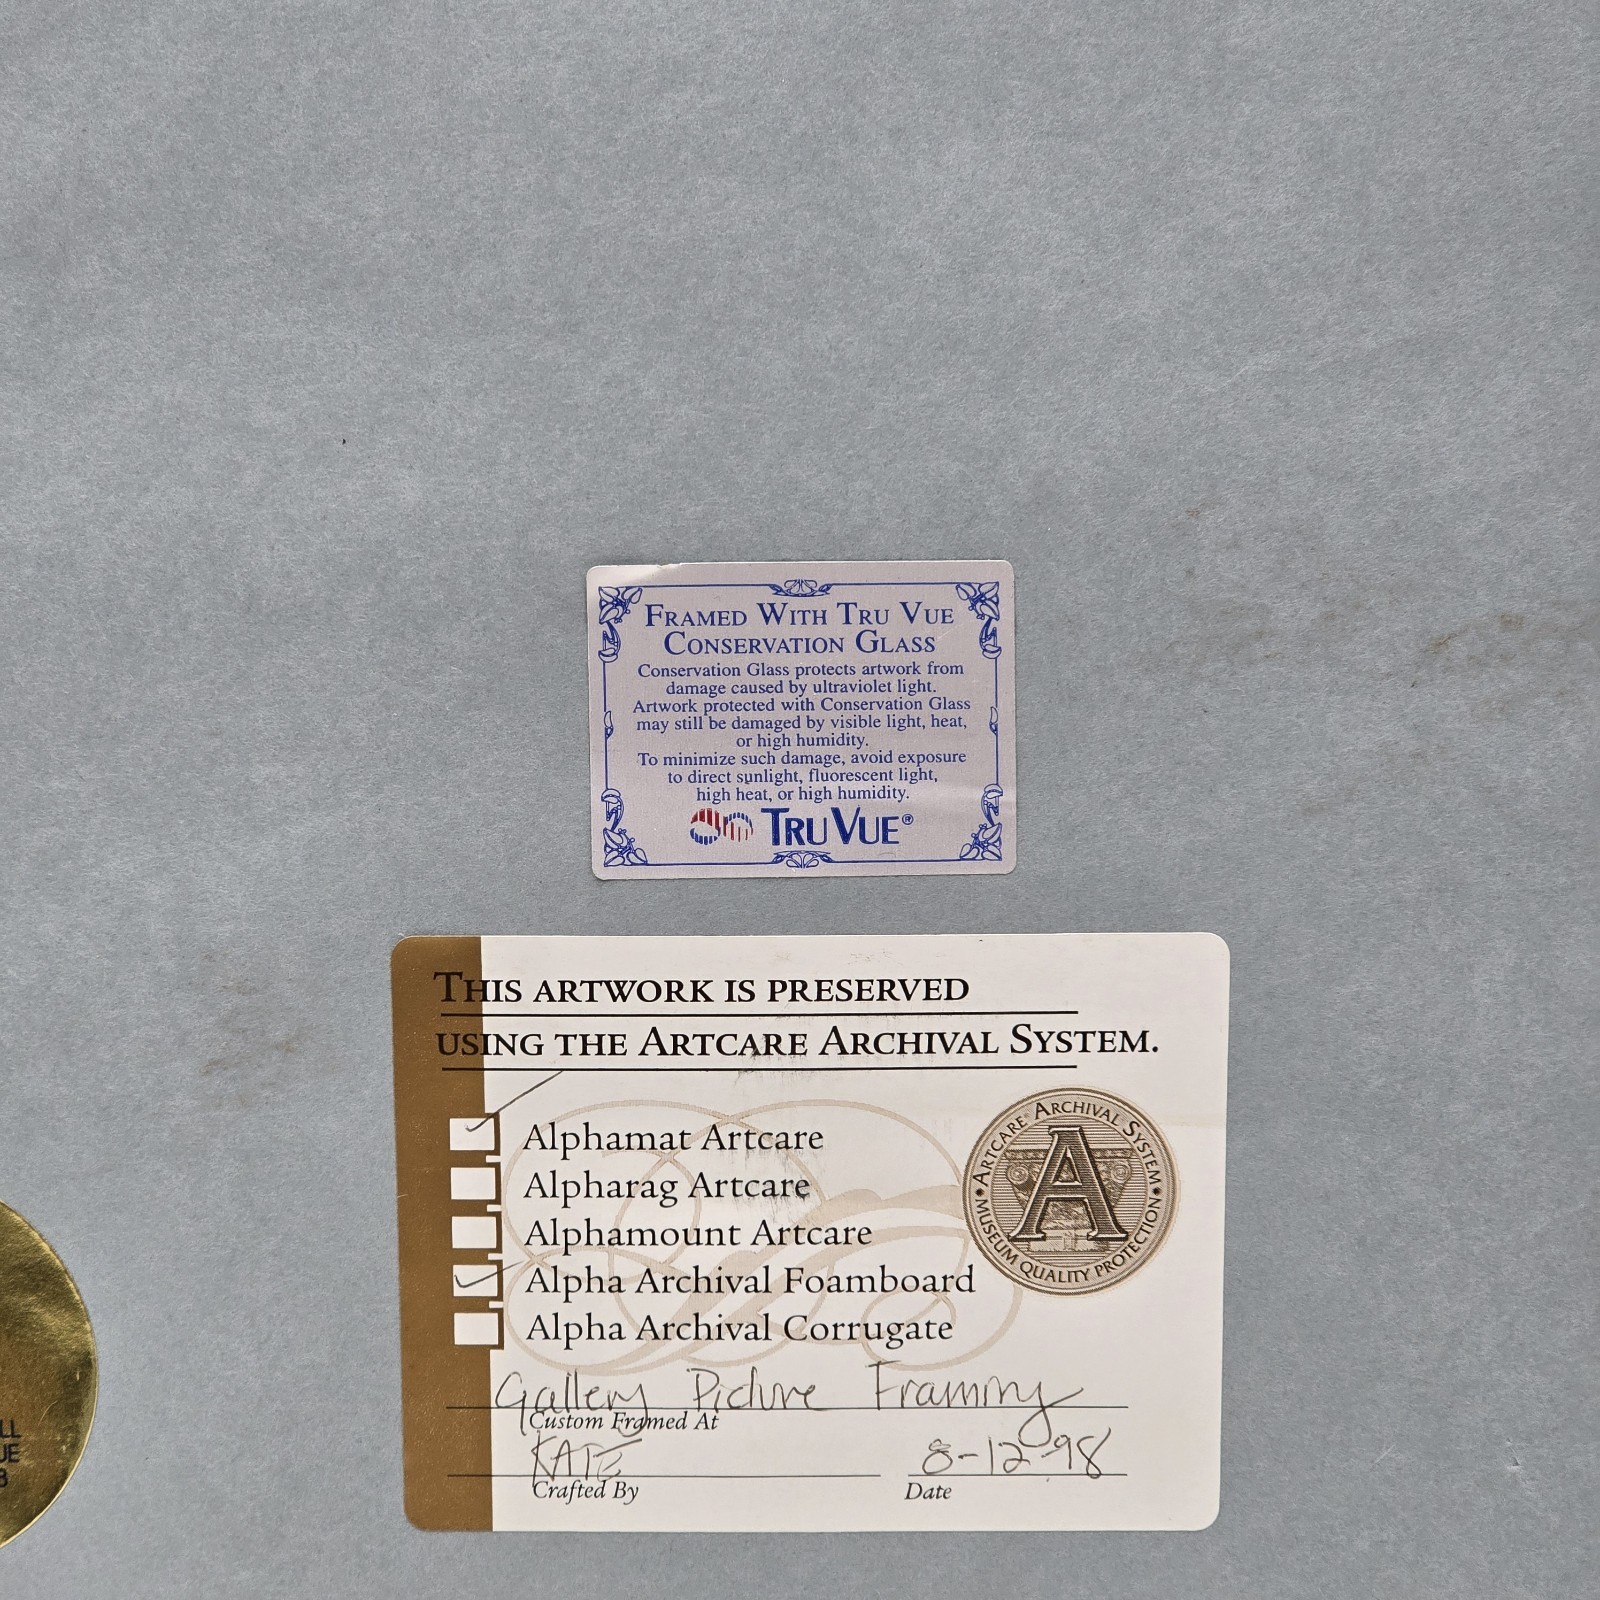 FRAMED WITH TRU VUE
CONSERVATION GLASS
Conservation Glass protects artwork from
damage caused by ultraviolet light.
Artwork protected with Conservation Glass
may still be damaged by visible light, heat,
or high humidity.
To minimize such damage, avoid exposure
to direct sunlight, fluorescent light,
high heat, or high humidity.
TRU VUE®
THIS ARTWORK IS PRESERVED
USING THE ARTCARE ARCHIVAL SYSTEM.
Alphamat Artcare
Alpharag Artcare
Alphamount Artcare
Alpha Archival Foamboard
Alpha Archival Corrugate
ARTCARE® ARCHIVAL SYSTEM
A
MUSEUM QUALITY PROTECTION
Gallery Picture Framing
Custom Framed At
KATE 8-12-98
Crafted By Date